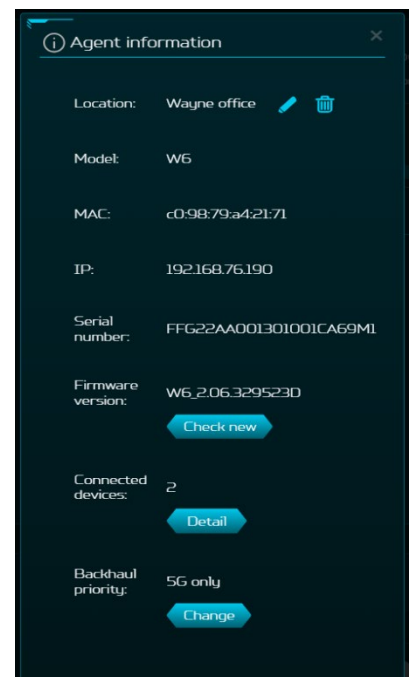 Agent information
Location: Wayne office
Model: W6
MAC: c0:98:79:a4:21:71
IP: 192.168.76.190
Serial number: FFG22AA001301001CA69M1
Firmware version: W6_2.06.329523D
Check new
Connected devices: 2
Detail
Backhaul priority: 5G only
Change